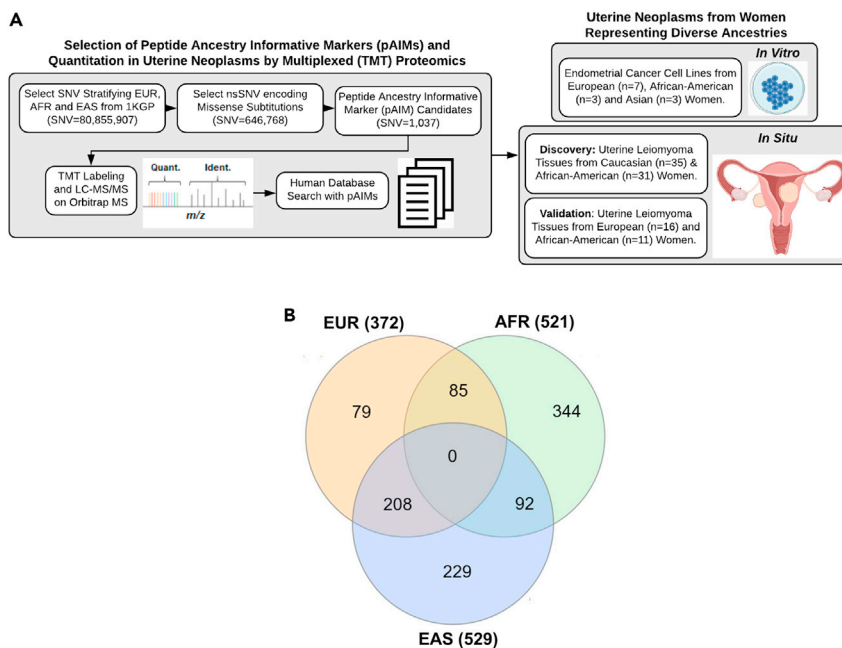 A
Selection of Peptide Ancestry Informative Markers (pAIMs) and
Quantitation in Uterine Neoplasms by Multiplexed (TMT) Proteomics
Select SNV Stratifying EUR,
AFR and EAS from 1KGP
(SNV=80,855,907)
Select nsSNV encoding
Missense Subtitutions
(SNV=646,768)
Peptide Ancestry Informative
Marker (pAIM) Candidates
(SNV=1,037)
TMT Labeling
and LC-MS/MS
on Orbitrap MS
Quant. Ident.
m/z
Human Database
Search with pAIMs
Uterine Neoplasms from Women
Representing Diverse Ancestries
In Vitro
Endometrial Cancer Cell Lines from
European (n=7), African-American
(n=3) and Asian (n=3) Women.
In Situ
Discovery: Uterine Leiomyoma
Tissues from Caucasian (n=35) &
African-American (n=31) Women.
Validation: Uterine Leiomyoma
Tissues from European (n=16) and
African-American (n=11) Women.
B
EUR (372)
AFR (521)
79
85
344
0
208
92
229
EAS (529)